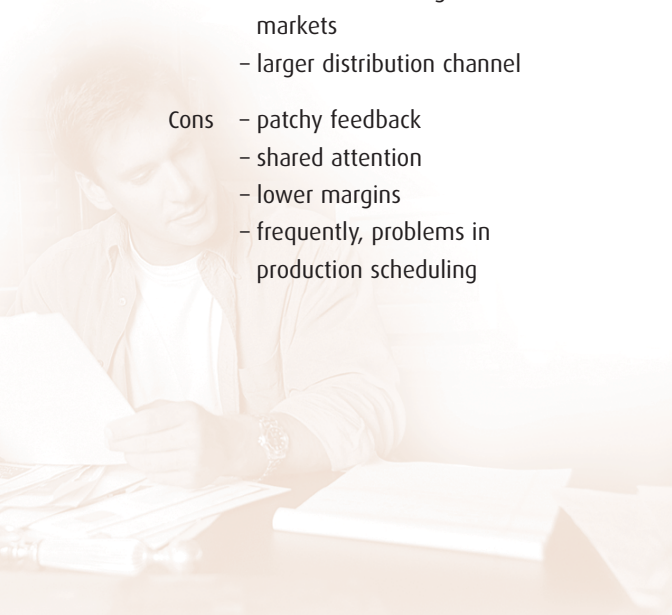 markets
– larger distribution channel
Cons – patchy feedback
– shared attention
– lower margins
– frequently, problems in
production scheduling